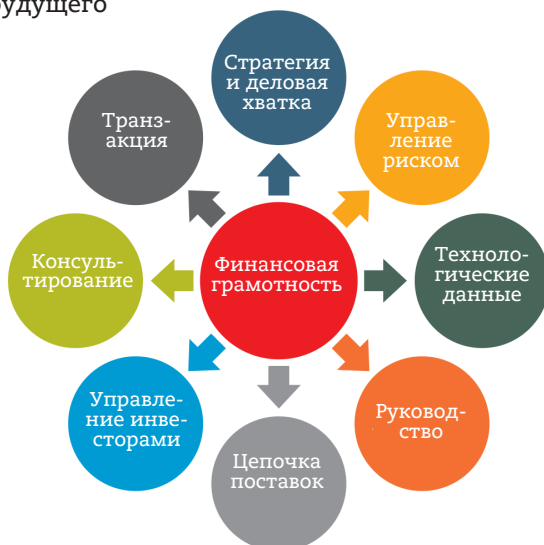 будущего
Стратегия
и деловая
хватка
Управ-
ление
риском
Техноло-
гические
данные
Руковод-
ство
Цепочка
поставок
Управле-
ние инве-
сторами
Консуль-
тирование
Транз-
акция
Финансовая
грамотность